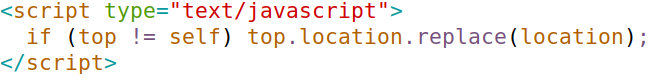 <script type="text/javascript">
  if (top != self) top.location.replace(location);
</script>